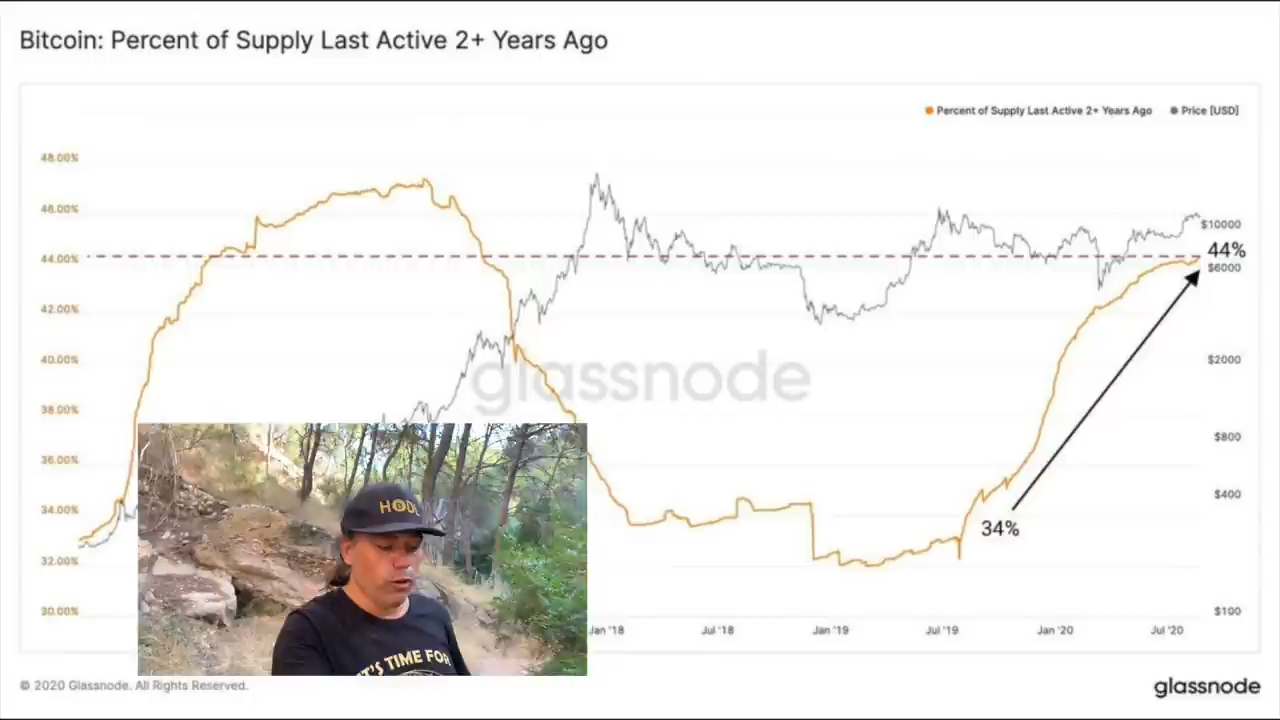 Bitcoin: Percent of Supply Last Active 2+ Years Ago
Percent of Supply Last Active 2+ Years Ago
Price [USD]
48.00%
46.00%
44.00%
42.00%
40.00%
38.00%
36.00%
34.00%
32.00%
30.00%
$10000
44%
$6000
$2000
$800
$400
$100
glassnode
34%
HODL
IT'S TIME FOR
Jan '18
Jul '18
Jan '19
Jul '19
Jan '20
Jul '20
© 2020 Glassnode. All Rights Reserved.
glassnode